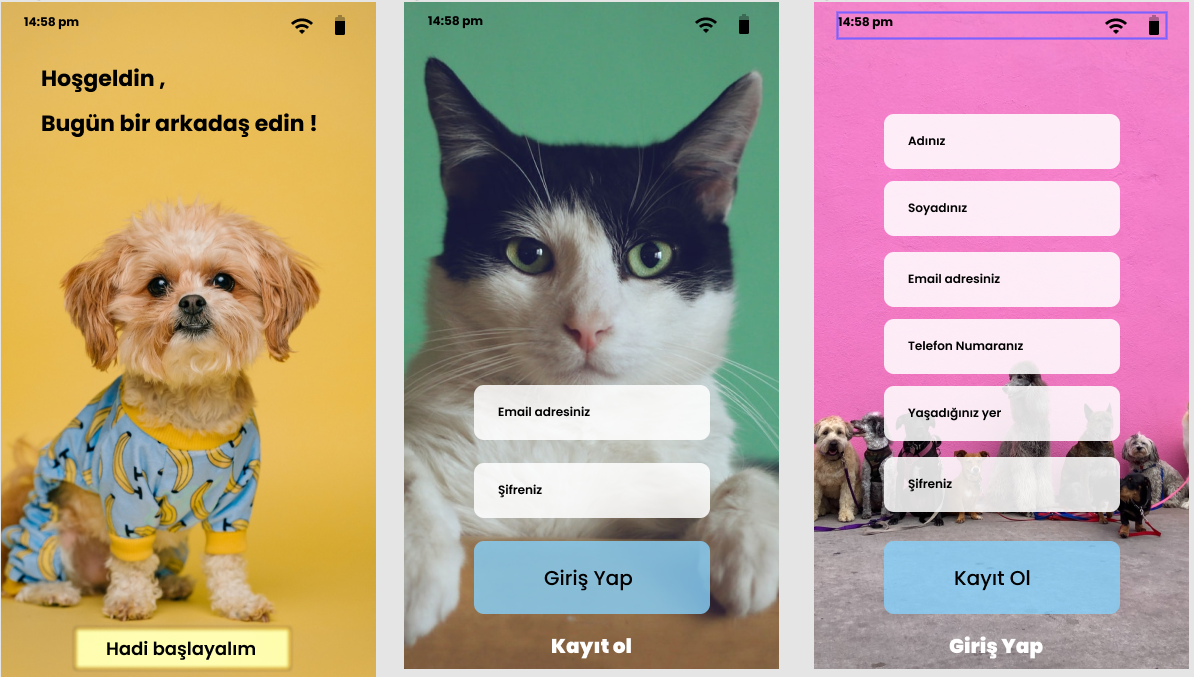 14:58 pm
Hoşgeldin ,
Bugün bir arkadaş edin !
Hadi başlayalım
14:58 pm
Email adresiniz
Şifreniz
Giriş Yap
Kayıt ol
14:58 pm
Adınız
Soyadınız
Email adresiniz
Telefon Numaranız
Yaşadığınız yer
Şifreniz
Kayıt Ol
Giriş Yap